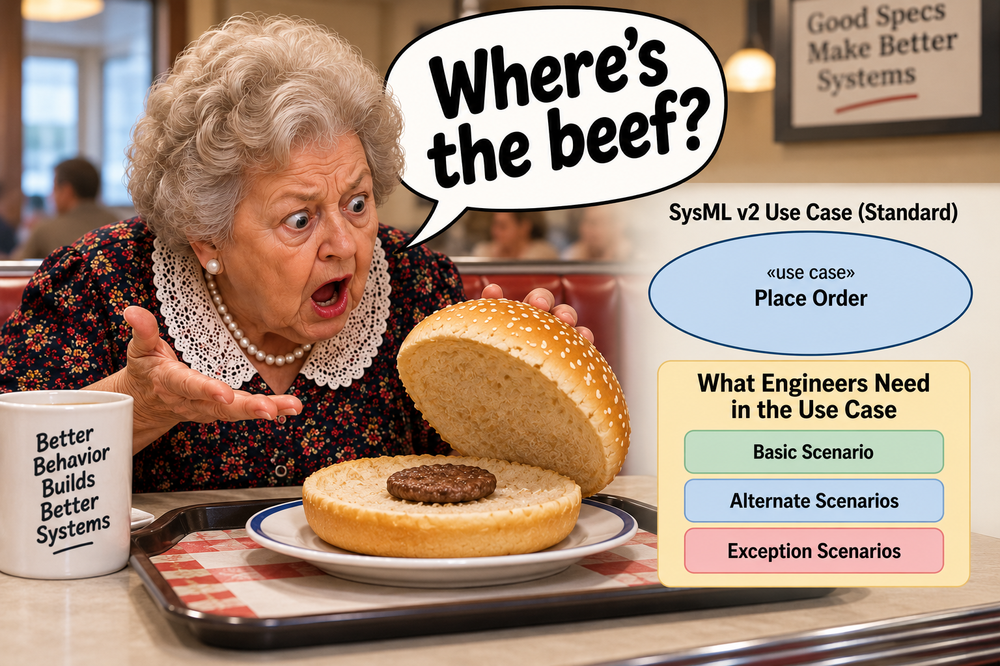 Where's
the beef?
Good Specs
Make Better
Systems
SysML v2 Use Case (Standard)
«use case»
Place Order
What Engineers Need
in the Use Case
Basic Scenario
Alternate Scenarios
Exception Scenarios
Better
Behavior
Builds
Better
Systems